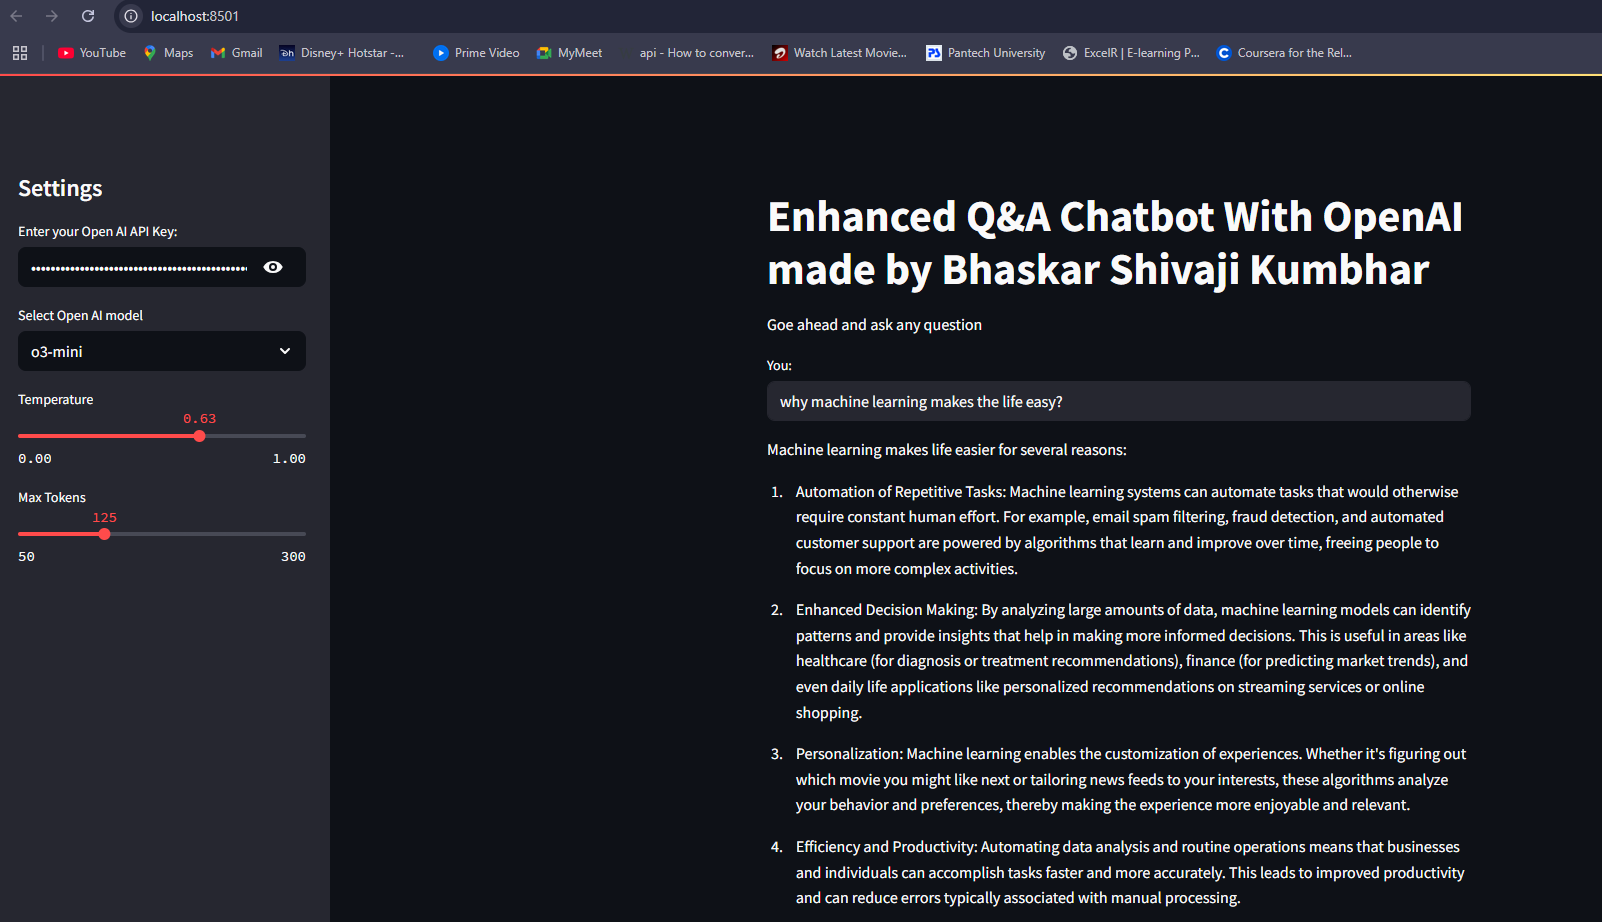 localhost:8501
YouTube
Maps
Gmail
Disney+ Hotstar -...
Prime Video
MyMeet
api - How to conver...
Watch Latest Movie...
Pantech University
ExcelR | E-learning P...
Coursera for the Rel...
Settings
Enter your Open AI API Key:
Select Open AI model
o3-mini
Temperature
0.63
0.00
1.00
Max Tokens
125
50
300
Enhanced Q&A Chatbot With OpenAI
made by Bhaskar Shivaji Kumbhar
Goe ahead and ask any question
You:
why machine learning makes the life easy?
Machine learning makes life easier for several reasons:
1. Automation of Repetitive Tasks: Machine learning systems can automate tasks that would otherwise
require constant human effort. For example, email spam filtering, fraud detection, and automated
customer support are powered by algorithms that learn and improve over time, freeing people to
focus on more complex activities.
2. Enhanced Decision Making: By analyzing large amounts of data, machine learning models can identify
patterns and provide insights that help in making more informed decisions. This is useful in areas like
healthcare (for diagnosis or treatment recommendations), finance (for predicting market trends), and
even daily life applications like personalized recommendations on streaming services or online
shopping.
3. Personalization: Machine learning enables the customization of experiences. Whether it's figuring out
which movie you might like next or tailoring news feeds to your interests, these algorithms analyze
your behavior and preferences, thereby making the experience more enjoyable and relevant.
4. Efficiency and Productivity: Automating data analysis and routine operations means that businesses
and individuals can accomplish tasks faster and more accurately. This leads to improved productivity
and can reduce errors typically associated with manual processing.